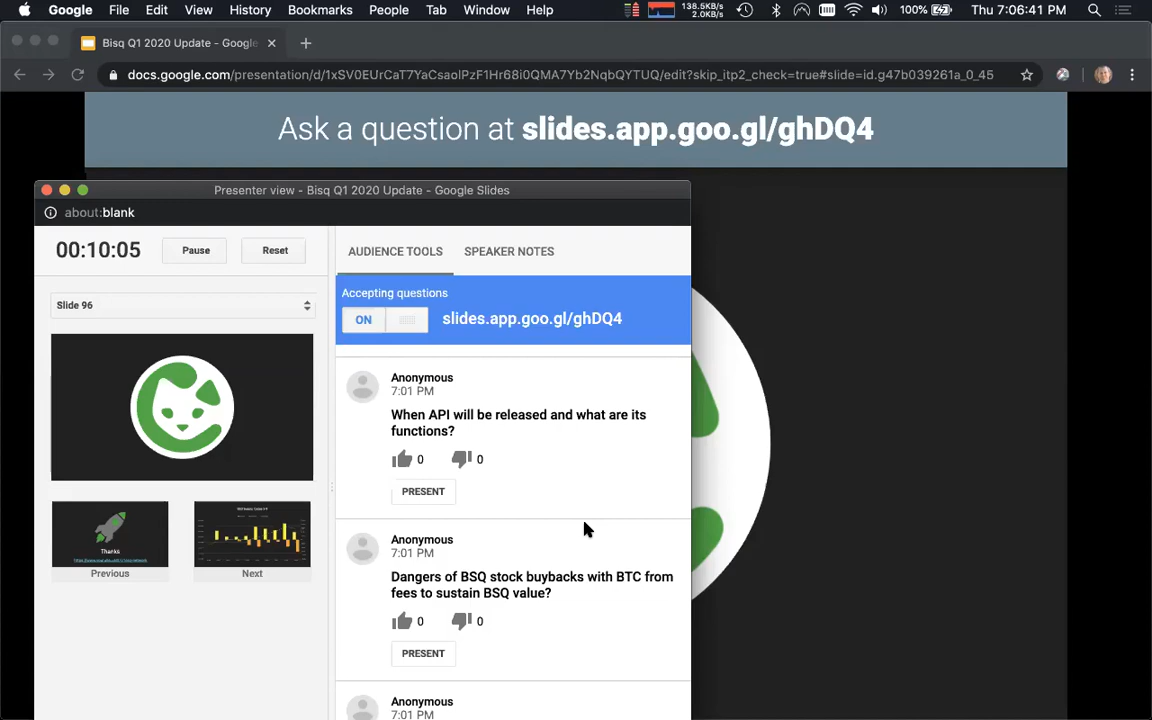 Google File Edit View History Bookmarks People Tab Window Help 138.5KB/s 2.0KB/s 100% Thu 7:06:41 PM
Bisq Q1 2020 Update - Google
docs.google.com/presentation/d/1xSV0EUrCaT7YaCsaolPzF1Hr68i0QMA7Yb2NqbQYTUQ/edit?skip_itp2_check=true#slide=id.g47b039261a_0_45
Ask a question at slides.app.goo.gl/ghDQ4
Presenter view - Bisq Q1 2020 Update - Google Slides
about:blank
00:10:05 Pause Reset
AUDIENCE TOOLS SPEAKER NOTES
Accepting questions
ON slides.app.goo.gl/ghDQ4
Slide 96
Thanks
Previous
Next
Anonymous
7:01 PM
When API will be released and what are its
functions?
0 0
PRESENT
Anonymous
7:01 PM
Dangers of BSQ stock buybacks with BTC from
fees to sustain BSQ value?
0 0
PRESENT
Anonymous
7:01 PM